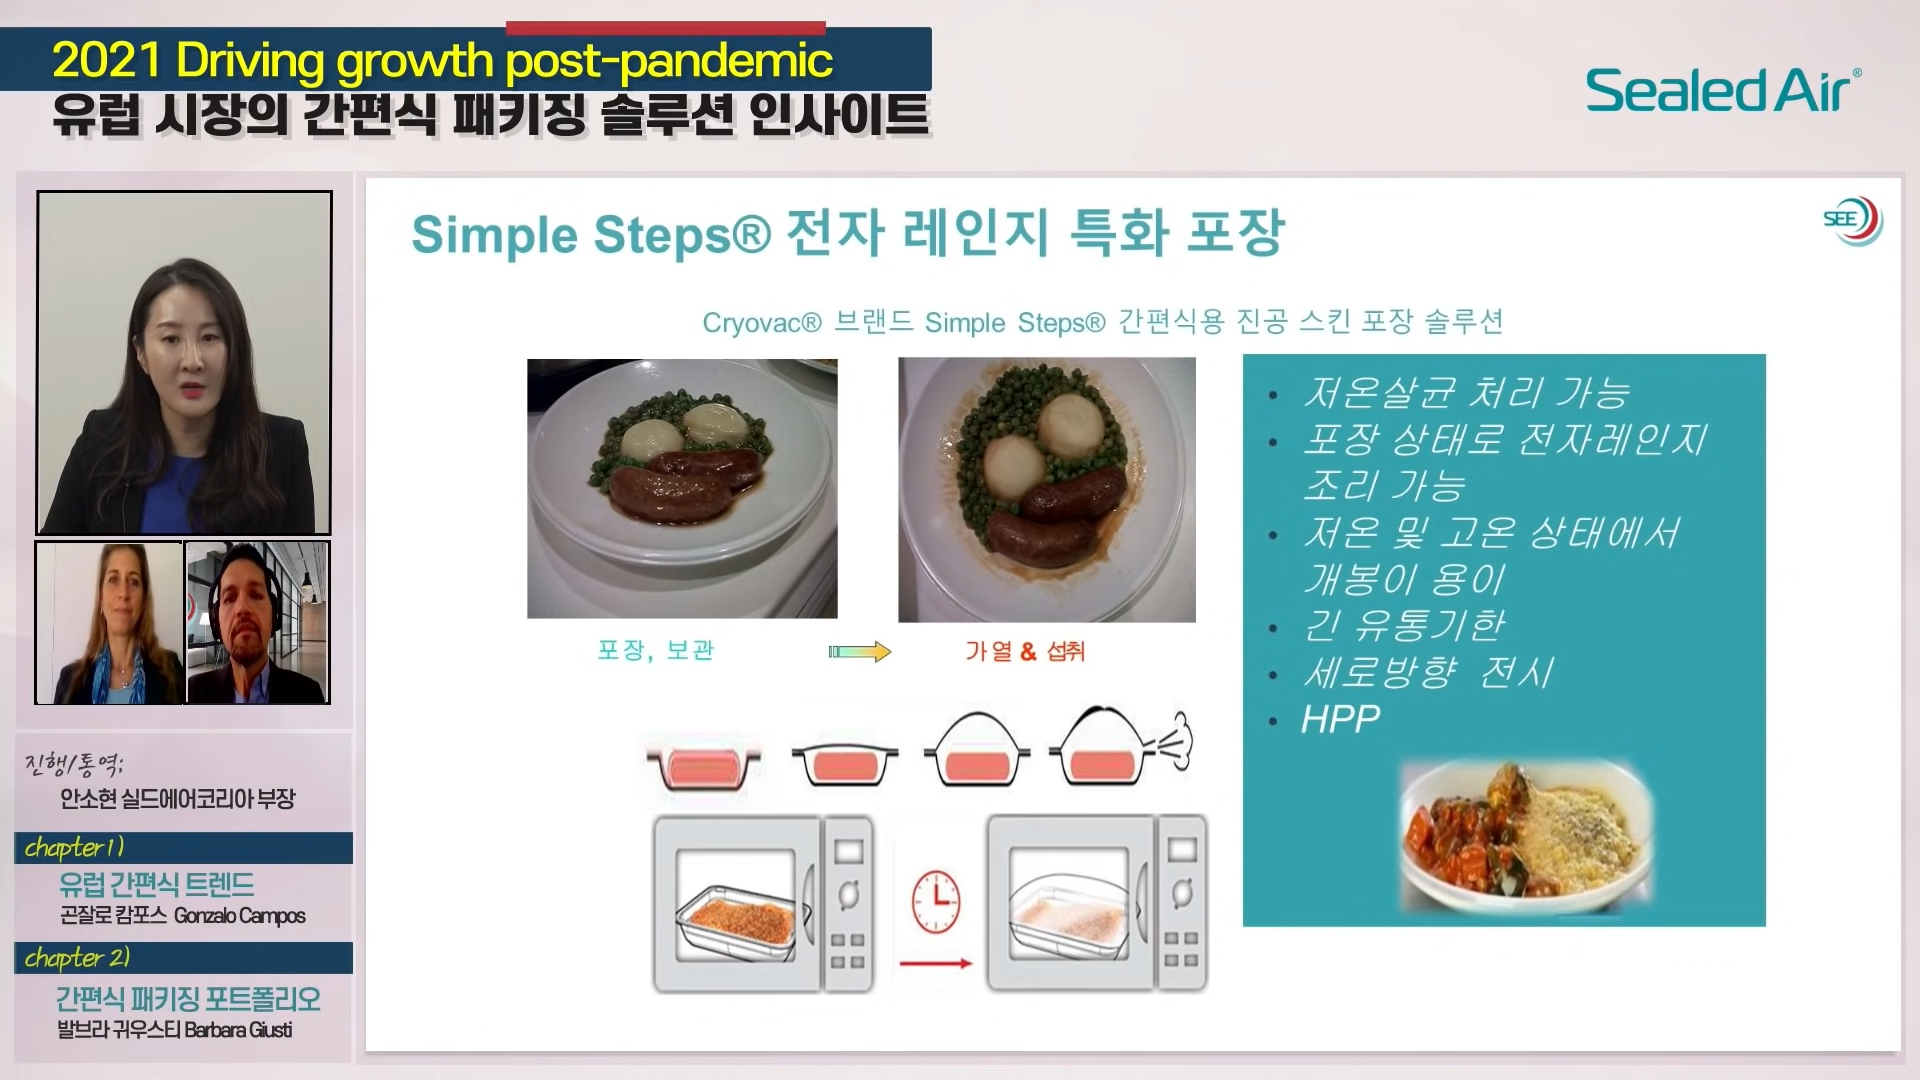 2021 Driving growth post-pandemic
유럽 시장의 간편식 패키징 솔루션 인사이트
Sealed Air®
진행/통역;
안소현 실드에어코리아 부장
chapter 1)
유럽 간편식 트렌드
곤잘로 캄포스 Gonzalo Campos
chapter 2)
간편식 패키징 포트폴리오
발브라 귀우스티 Barbara Giusti
Simple Steps® 전자 레인지 특화 포장
SEE
Cryovac® 브랜드 Simple Steps® 간편식용 진공 스킨 포장 솔루션
포장, 보관
가열 & 섭취
• 저온살균 처리 가능
• 포장 상태로 전자레인지
조리 가능
• 저온 및 고온 상태에서
개봉이 용이
• 긴 유통기한
• 세로방향 전시
• HPP